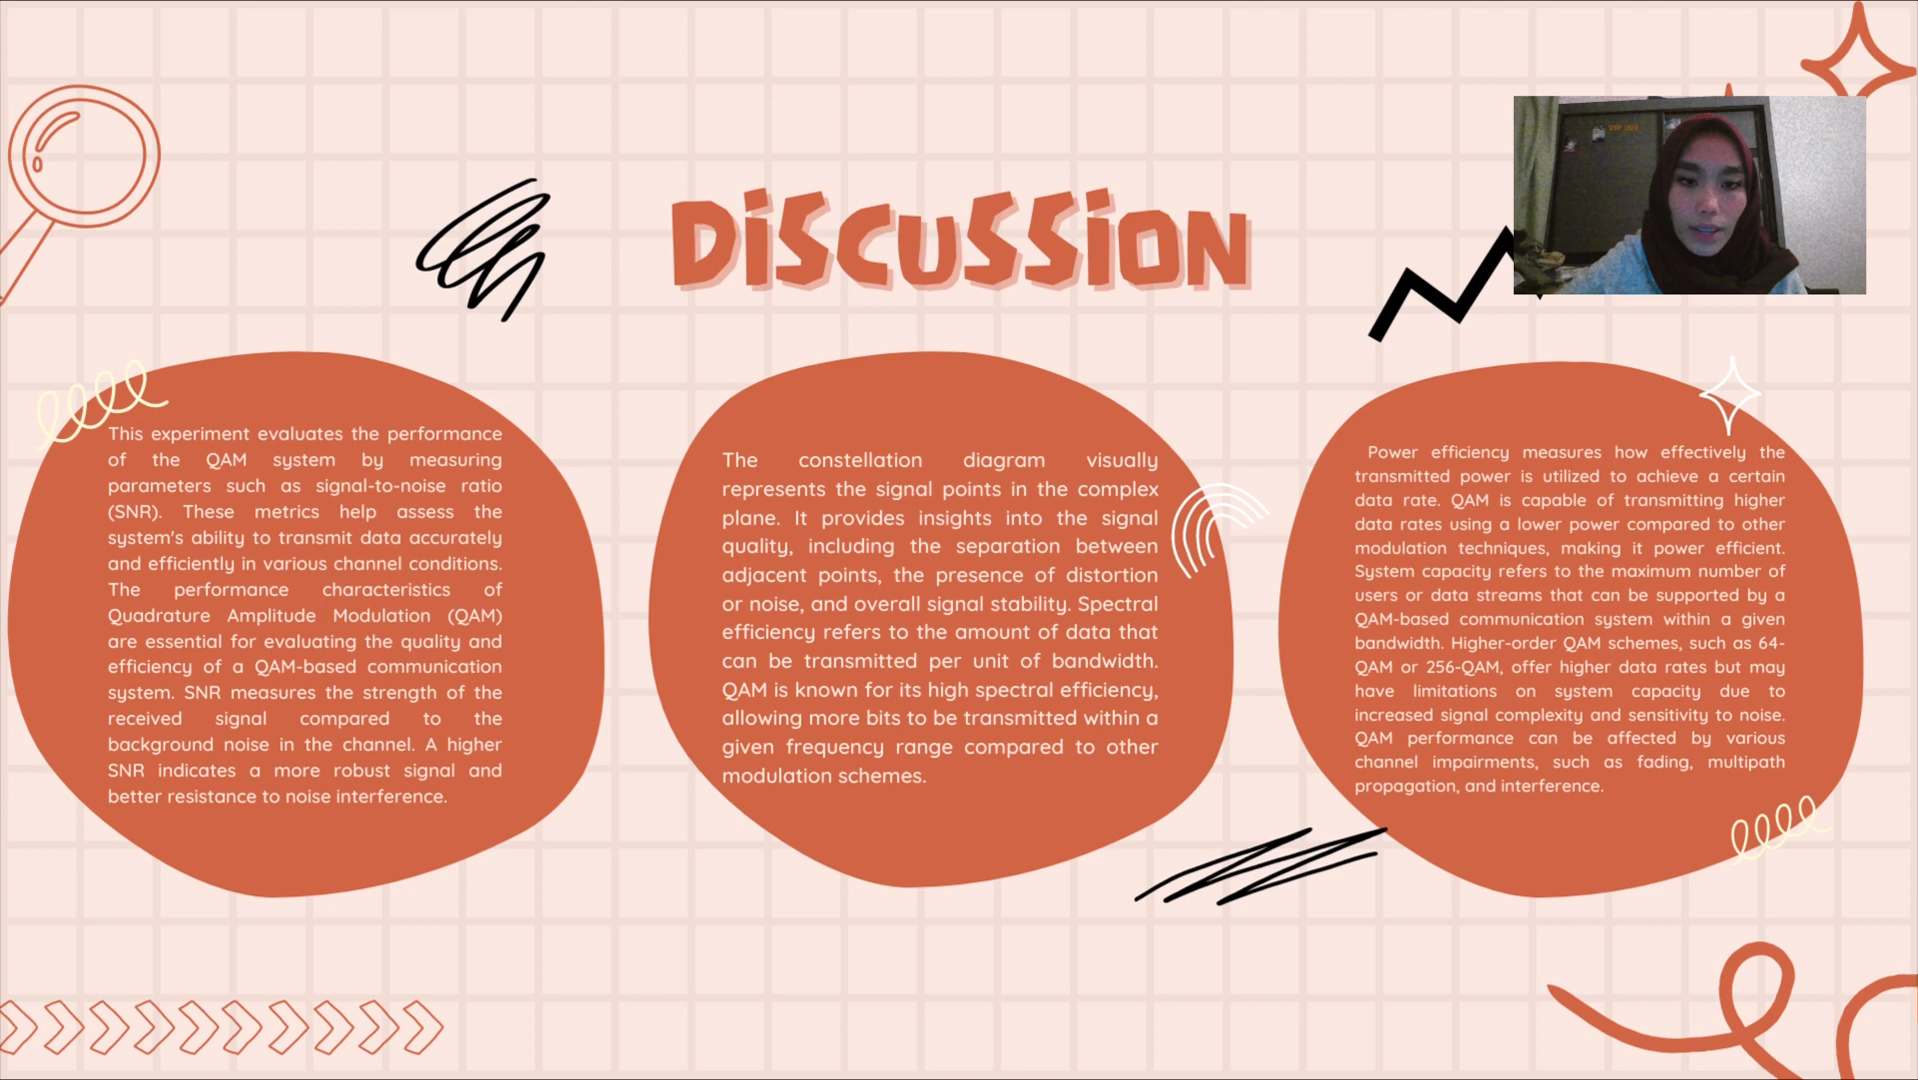 DISCUSSION
This experiment evaluates the performance
of the QAM system by measuring
parameters such as signal-to-noise ratio
(SNR). These metrics help assess the
system's ability to transmit data accurately
and efficiently in various channel conditions.
The performance characteristics of
Quadrature Amplitude Modulation (QAM)
are essential for evaluating the quality and
efficiency of a QAM-based communication
system. SNR measures the strength of the
received signal compared to the
background noise in the channel. A higher
SNR indicates a more robust signal and
better resistance to noise interference.
The constellation diagram visually
represents the signal points in the complex
plane. It provides insights into the signal
quality, including the separation between
adjacent points, the presence of distortion
or noise, and overall signal stability. Spectral
efficiency refers to the amount of data that
can be transmitted per unit of bandwidth.
QAM is known for its high spectral efficiency,
allowing more bits to be transmitted within a
given frequency range compared to other
modulation schemes.
Power efficiency measures how effectively the
transmitted power is utilized to achieve a certain
data rate. QAM is capable of transmitting higher
data rates using a lower power compared to other
modulation techniques, making it power efficient.
System capacity refers to the maximum number of
users or data streams that can be supported by a
QAM-based communication system within a given
bandwidth. Higher-order QAM schemes, such as 64-
QAM or 256-QAM, offer higher data rates but may
have limitations on system capacity due to
increased signal complexity and sensitivity to noise.
QAM performance can be affected by various
channel impairments, such as fading, multipath
propagation, and interference.